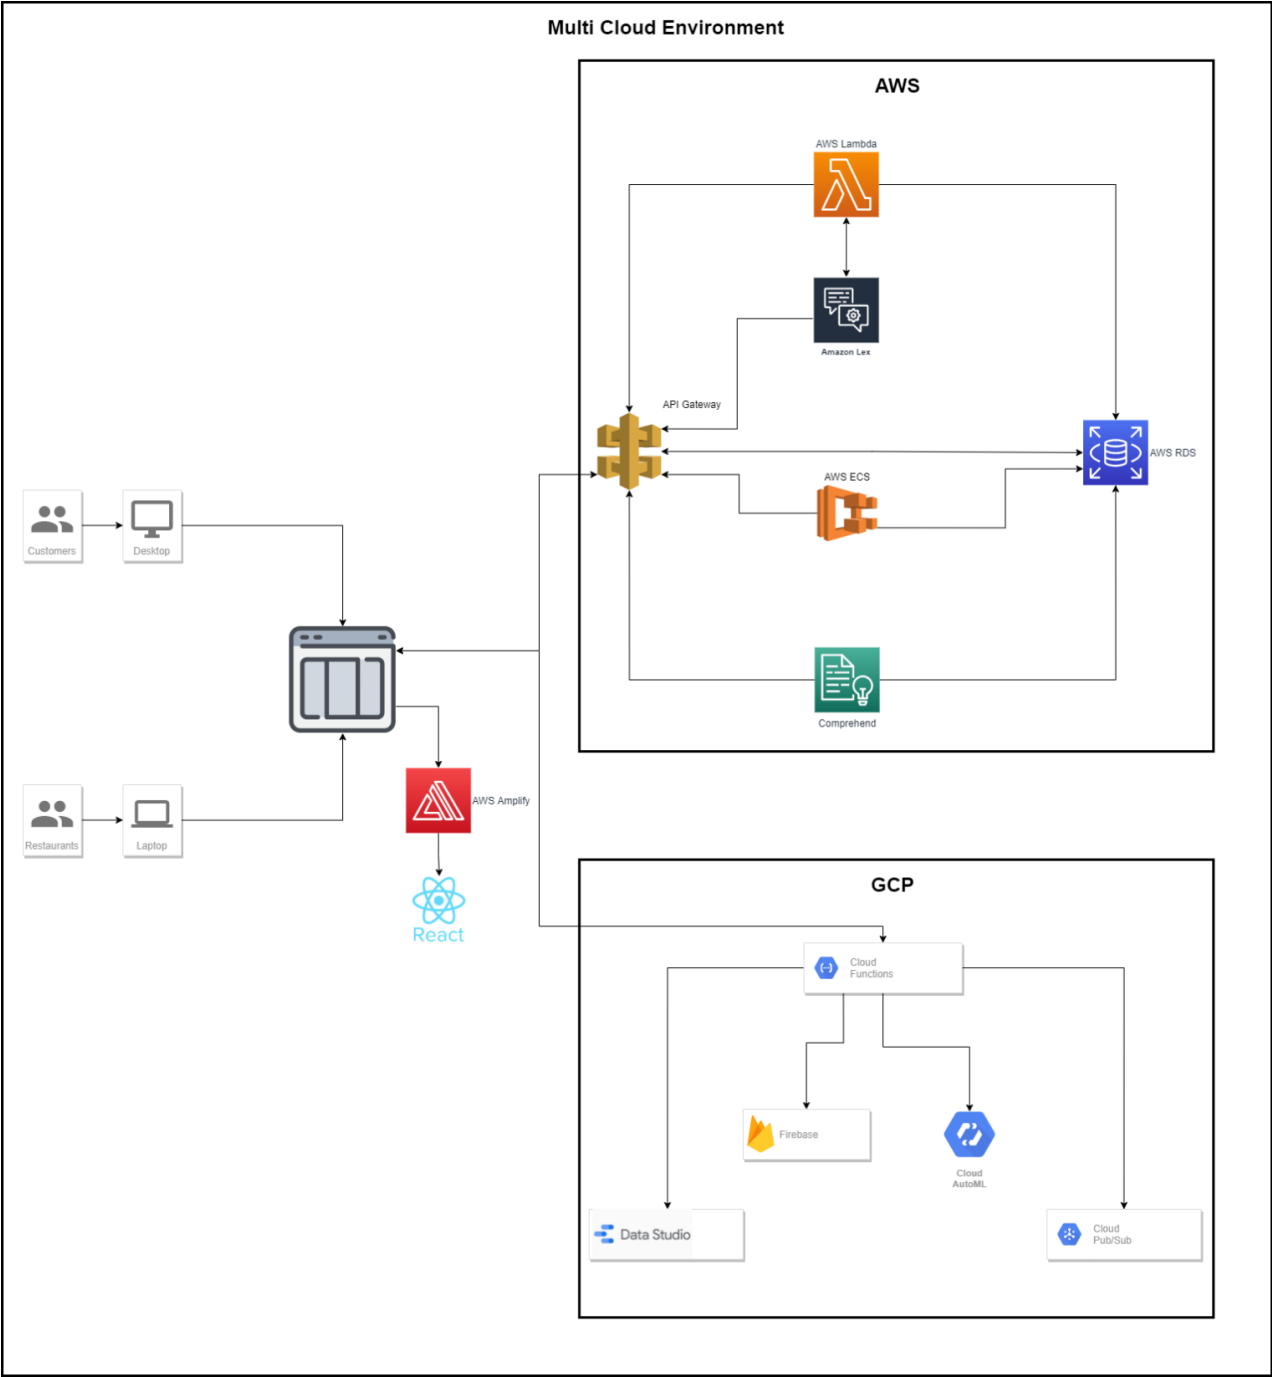 Multi Cloud Environment
AWS
AWS Lambda
Amazon Lex
API Gateway
AWS RDS
AWS ECS
Customers
Desktop
Comprehend
Restaurants
Laptop
AWS Amplify
React
GCP
Cloud
Functions
Firebase
Cloud
AutoML
Data Studio
Cloud
Pub/Sub